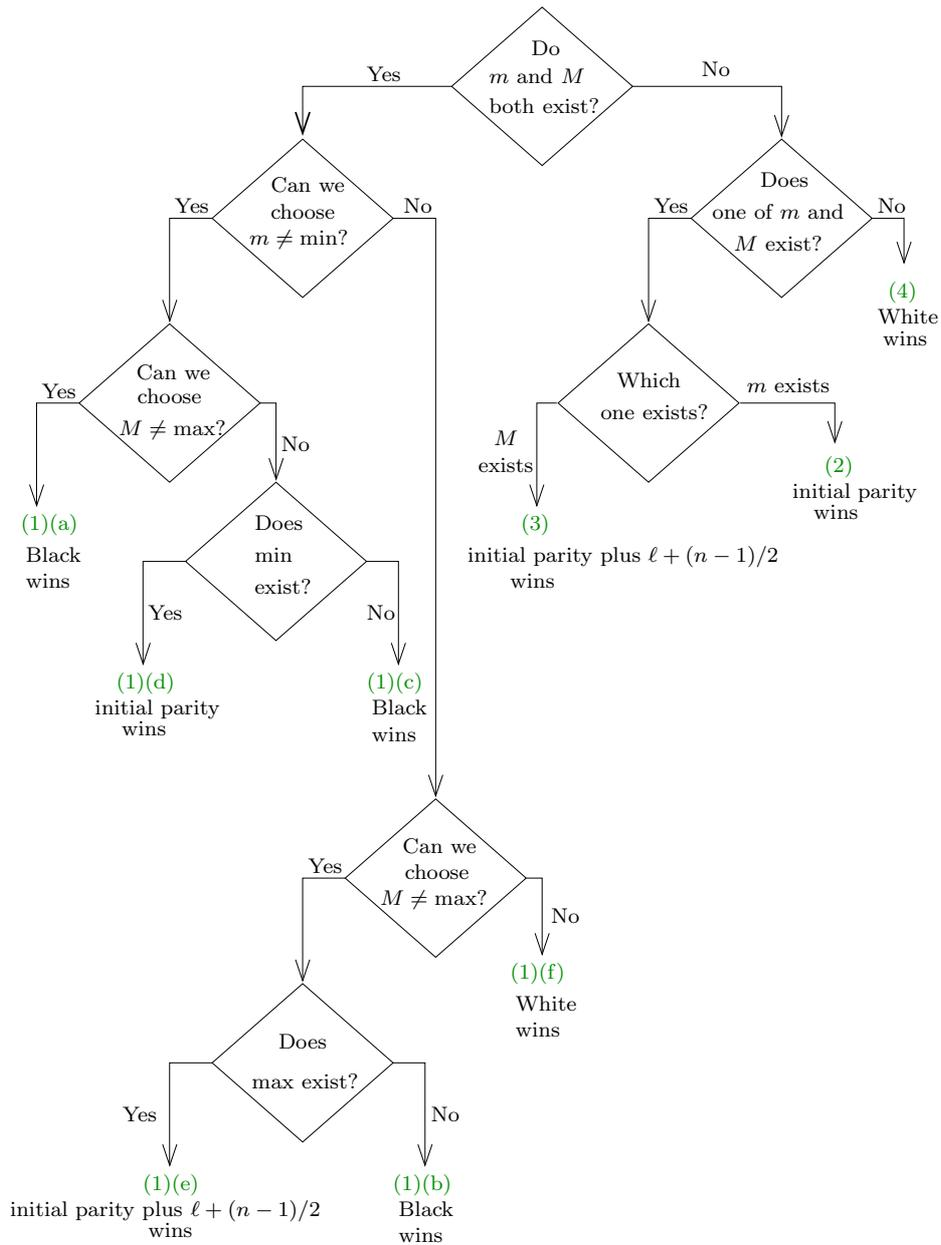 Do
m and M
both exist?
Yes
No
Can we
choose
m ≠ min?
Yes
No
Does
one of m and
M exist?
Yes
No
(4)
White
wins
Can we
choose
M ≠ max?
Yes
No
Which
one exists?
m exists
M
exists
(2)
initial parity
wins
(3)
initial parity plus ℓ + (n − 1)/2
wins
(1)(a)
Black
wins
Does
min
exist?
Yes
No
(1)(d)
initial parity
wins
(1)(c)
Black
wins
Can we
choose
M ≠ max?
Yes
No
(1)(f)
White
wins
Does
max exist?
Yes
No
(1)(e)
initial parity plus ℓ + (n − 1)/2
wins
(1)(b)
Black
wins